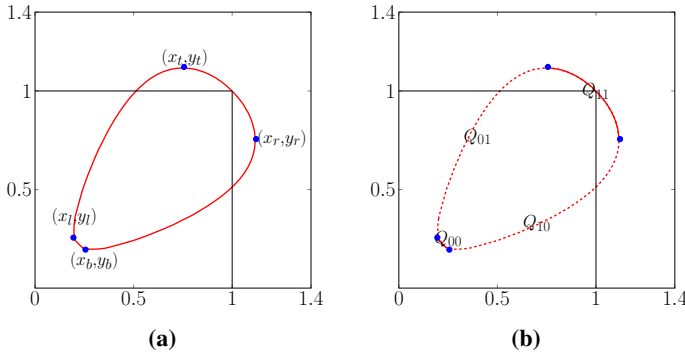 1.4
(x_t,y_t)
1
(x_r,y_r)
0.5
(x_l,y_l)
(x_b,y_b)
0 0.5 1 1.4
(a)
1.4
Q_11
1
Q_01
0.5
Q_10
Q_00
0 0.5 1 1.4
(b)